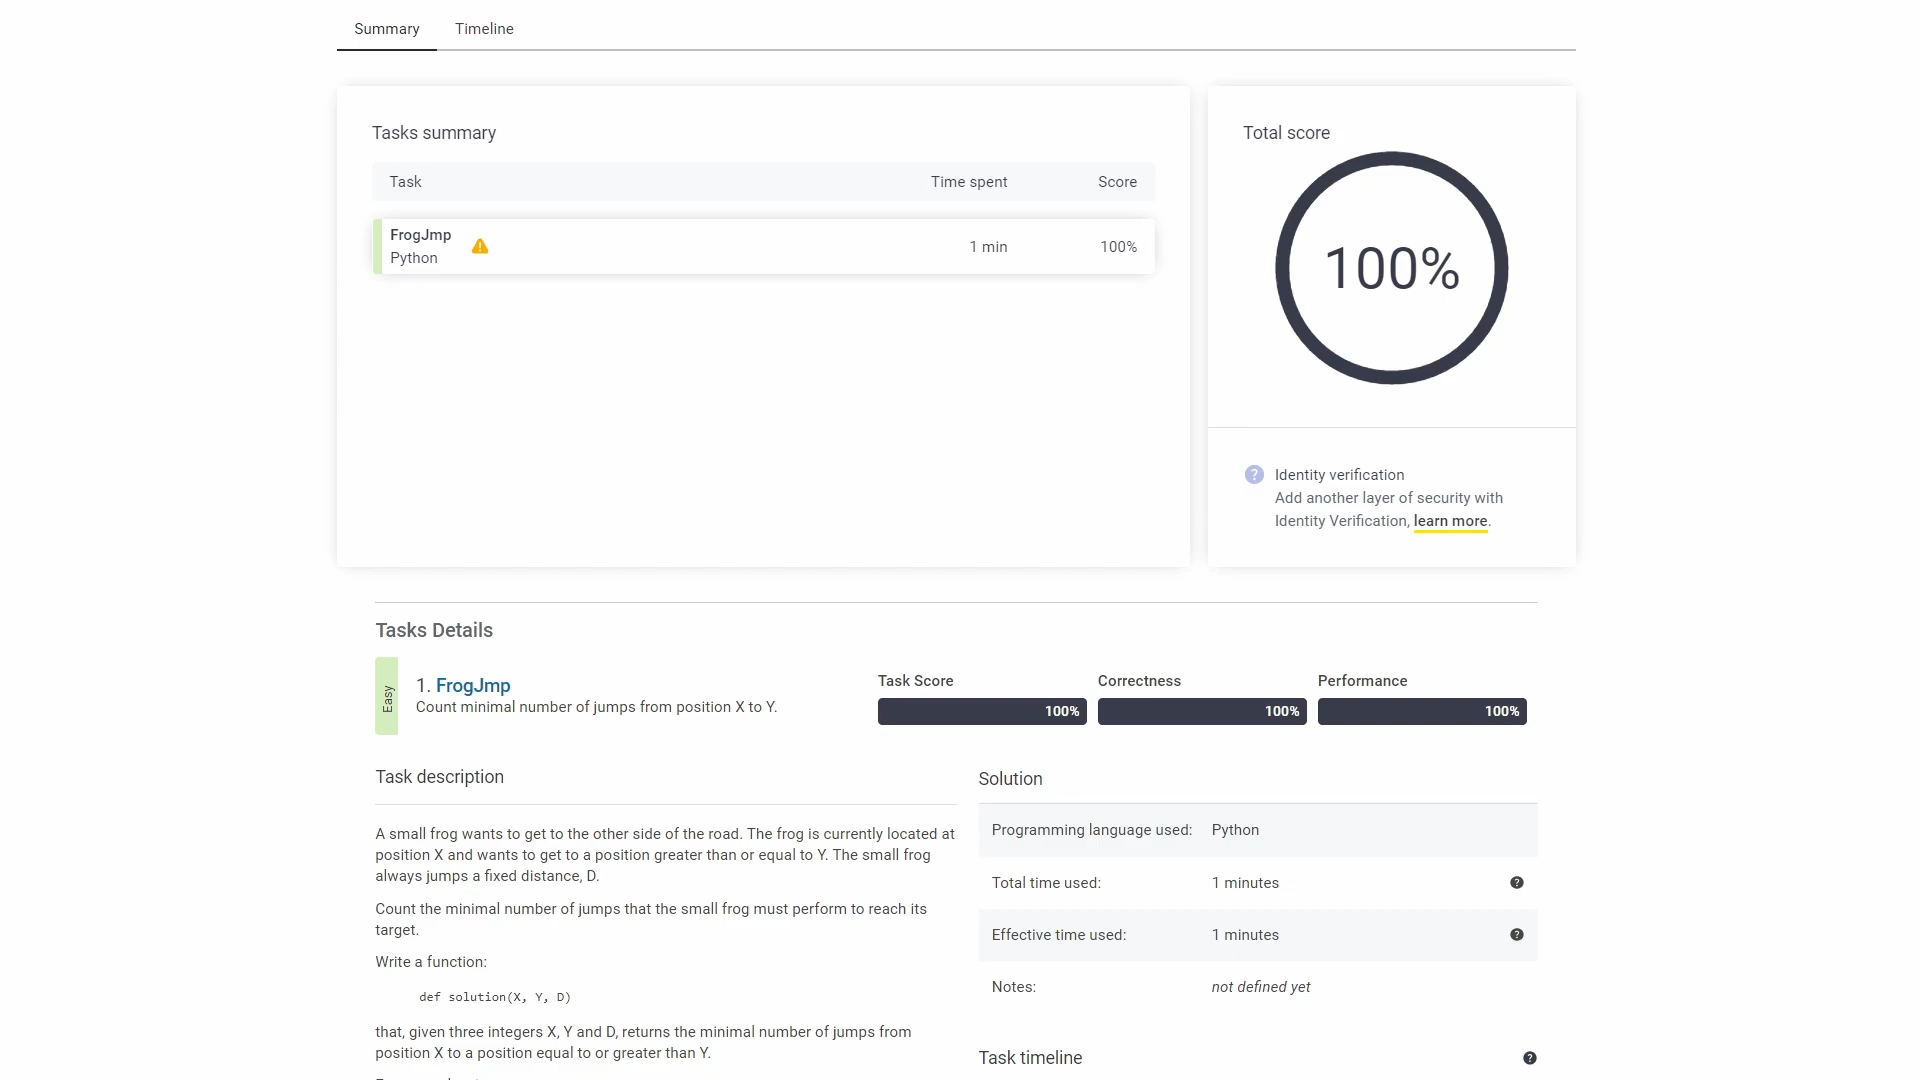 Summary Timeline
Tasks summary
Task Time spent Score
FrogJmp
Python
1 min 100%
Total score
100%
? Identity verification
Add another layer of security with
Identity Verification, learn more.
Tasks Details
Easy
1. FrogJmp
Count minimal number of jumps from position X to Y.
Task Score Correctness Performance
100% 100% 100%
Task description
A small frog wants to get to the other side of the road. The frog is currently located at
position X and wants to get to a position greater than or equal to Y. The small frog
always jumps a fixed distance, D.
Count the minimal number of jumps that the small frog must perform to reach its
target.
Write a function:
def solution(X, Y, D)
that, given three integers X, Y and D, returns the minimal number of jumps from
position X to a position equal to or greater than Y.
Solution
Programming language used: Python
Total time used: 1 minutes ?
Effective time used: 1 minutes ?
Notes: not defined yet
Task timeline ?